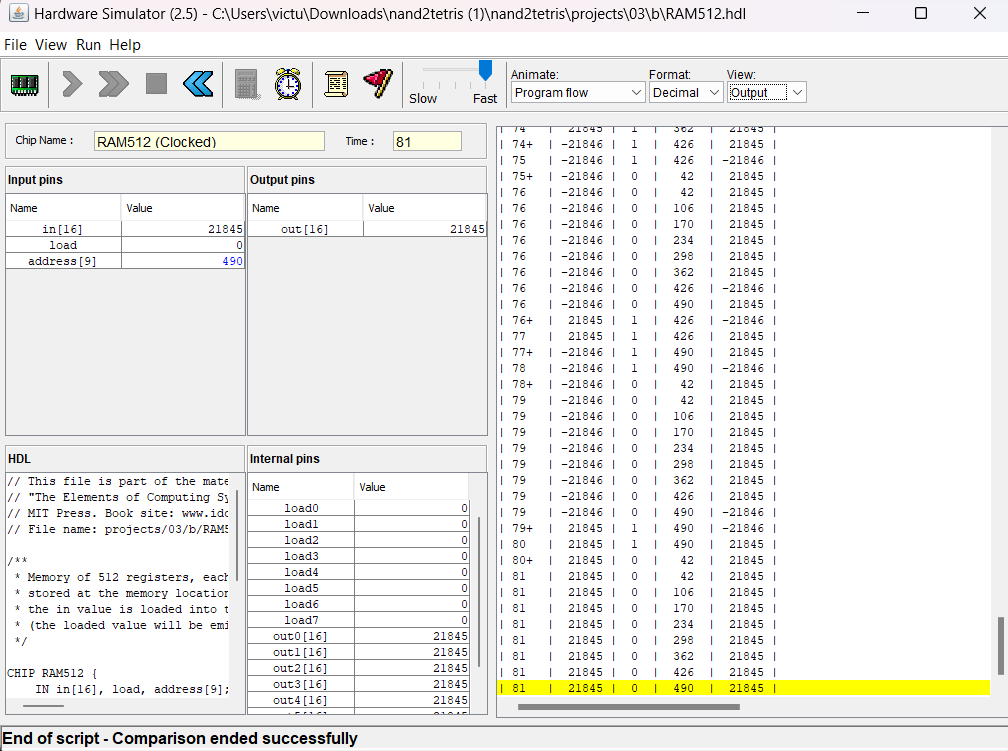 Hardware Simulator (2.5) - C:\Users\victu\Downloads\nand2tetris (1)\nand2tetris\projects\03\b\RAM512.hdl
File View Run Help
Animate: Format: View:
Slow Fast Program flow Decimal Output
Chip Name : RAM512 (Clocked) Time : 81
Input pins
Name Value
in[16] 21845
load 0
address[9] 490
Output pins
Name Value
out[16] 21845
HDL
// This file is part of the mate
// "The Elements of Computing Sy
// MIT Press. Book site: www.idc
// File name: projects/03/b/RAM5
/**
* Memory of 512 registers, each
* stored at the memory location
* the in value is loaded into t
* (the loaded value will be emi
*/
CHIP RAM512 {
IN in[16], load, address[9];
Internal pins
Name Value
load0 0
load1 0
load2 0
load3 0
load4 0
load5 0
load6 0
load7 0
out0[16] 21845
out1[16] 21845
out2[16] 21845
out3[16] 21845
out4[16] 21845
| 74 | 21845 | 1 | 362 | 21845 |
| 74+ | -21846 | 1 | 426 | 21845 |
| 75 | -21846 | 1 | 426 | -21846 |
| 75+ | -21846 | 0 | 42 | 21845 |
| 76 | -21846 | 0 | 42 | 21845 |
| 76 | -21846 | 0 | 106 | 21845 |
| 76 | -21846 | 0 | 170 | 21845 |
| 76 | -21846 | 0 | 234 | 21845 |
| 76 | -21846 | 0 | 298 | 21845 |
| 76 | -21846 | 0 | 362 | 21845 |
| 76 | -21846 | 0 | 426 | -21846 |
| 76 | -21846 | 0 | 490 | 21845 |
| 76+ | 21845 | 1 | 426 | -21846 |
| 77 | 21845 | 1 | 426 | 21845 |
| 77+ | -21846 | 1 | 490 | 21845 |
| 78 | -21846 | 1 | 490 | -21846 |
| 78+ | -21846 | 0 | 42 | 21845 |
| 79 | -21846 | 0 | 42 | 21845 |
| 79 | -21846 | 0 | 106 | 21845 |
| 79 | -21846 | 0 | 170 | 21845 |
| 79 | -21846 | 0 | 234 | 21845 |
| 79 | -21846 | 0 | 298 | 21845 |
| 79 | -21846 | 0 | 362 | 21845 |
| 79 | -21846 | 0 | 426 | 21845 |
| 79 | -21846 | 0 | 490 | -21846 |
| 79+ | 21845 | 1 | 490 | -21846 |
| 80 | 21845 | 1 | 490 | 21845 |
| 80+ | 21845 | 0 | 42 | 21845 |
| 81 | 21845 | 0 | 42 | 21845 |
| 81 | 21845 | 0 | 106 | 21845 |
| 81 | 21845 | 0 | 170 | 21845 |
| 81 | 21845 | 0 | 234 | 21845 |
| 81 | 21845 | 0 | 298 | 21845 |
| 81 | 21845 | 0 | 362 | 21845 |
| 81 | 21845 | 0 | 426 | 21845 |
| 81 | 21845 | 0 | 490 | 21845 |
End of script - Comparison ended successfully